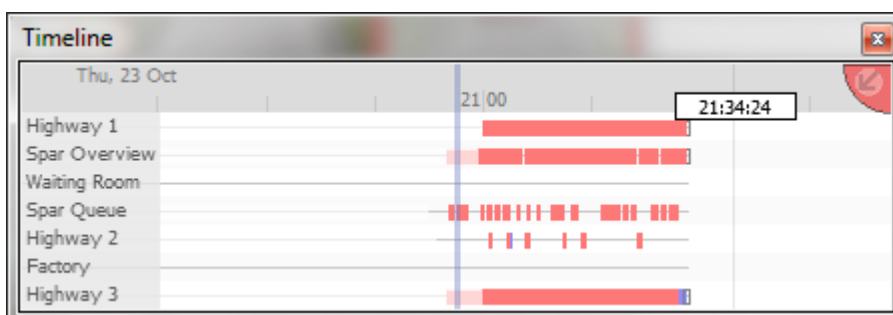 Timeline
Thu, 23 Oct
21 00
21:34:24
Highway 1
Spar Overview
Waiting Room
Spar Queue
Highway 2
Factory
Highway 3